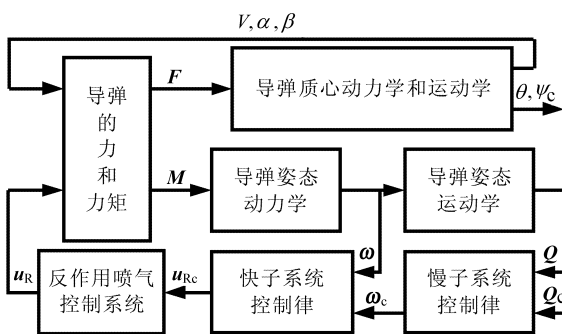 V, α, β
导弹的力和力矩
F
导弹质心动力学和运动学
θ, ψc
M
导弹姿态
动力学
导弹姿态
运动学
ω
Q
uR
反作用喷气
控制系统
uRc
快子系统
控制律
ωc
慢子系统
控制律
Qc